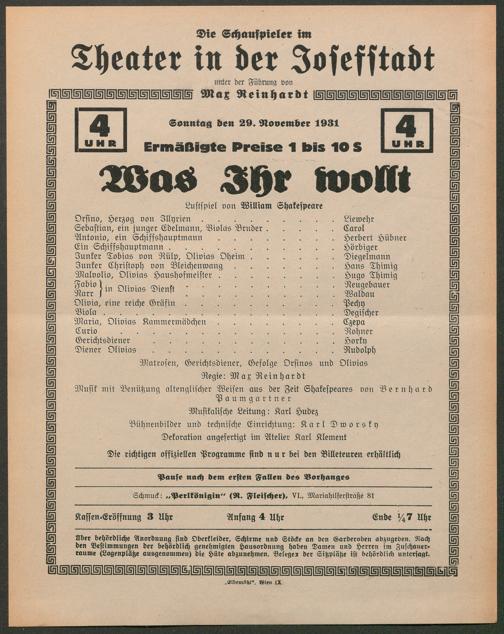 Die Schauspieler im
Theater in der Josefstadt
unter der Führung von
Max Reinhardt
4 UHR
Sonntag den 29. November 1931
4 UHR
Ermäßigte Preise 1 bis 10 S
Was Ihr wollt
Lustspiel von William Shakespeare
Orsino, Herzog von Illyrien . . . . . . . . . . Liewehr
Sebastian, ein junger Edelmann, Violas Bruder . . . . . . Carol
Antonio, ein Schiffshauptmann . . . . . . . . . Herbert Hübner
Ein Schiffshauptmann . . . . . . . . . . . Hörbiger
Junker Tobias von Rülp, Olivias Oheim . . . . . . . Diegelmann
Junker Christoph von Bleichenwang . . . . . . . . Hans Thimig
Malvolio, Olivias Haushofmeister . . . . . . . . Hugo Thimig
Fabio } in Olivias Dienst . . . . . . . . . . Neugebauer
Narr } . . . . . . . . . . Waldau
Olivia, eine reiche Gräfin . . . . . . . . . . Pechy
Viola . . . . . . . . . . . . . . Degischer
Maria, Olivias Kammermädchen . . . . . . . . . Czepa
Curio . . . . . . . . . . . . . . Rohner
Gerichtsdiener . . . . . . . . . . . . Horky
Diener Olivias . . . . . . . . . . . . Rudolph
Matrosen, Gerichtsdiener, Gefolge Orsinos und Olivias
Regie: Max Reinhardt
Musik mit Benützung altenglischer Weisen aus der Zeit Shakespeares von Bernhard
Paumgartner
Musikalische Leitung: Karl Hudez
Bühnenbilder und technische Einrichtung: Karl Dworsky
Dekoration angefertigt im Atelier Karl Klement
Die richtigen offiziellen Programme sind nur bei den Billeteuren erhältlich
Pause nach dem ersten Fallen des Vorhanges
Schmuck: „Perlkönigin" (R. Fleischer), VI., Mariahilferstraße 81
Kassen-Eröffnung 3 Uhr Anfang 4 Uhr Ende ¼7 Uhr
Über behördliche Anordnung sind Oberkleider, Schirme und Stöcke an den Garderoben abzugeben. Nach
den Bestimmungen der behördlich genehmigten Hausordnung haben Damen und Herren im Zuschauer-
raume (Logenplätze ausgenommen) die Hüte abzunehmen. Belegen der Sitzplätze ist behördlich untersagt.
„Elbemühl", Wien IX.